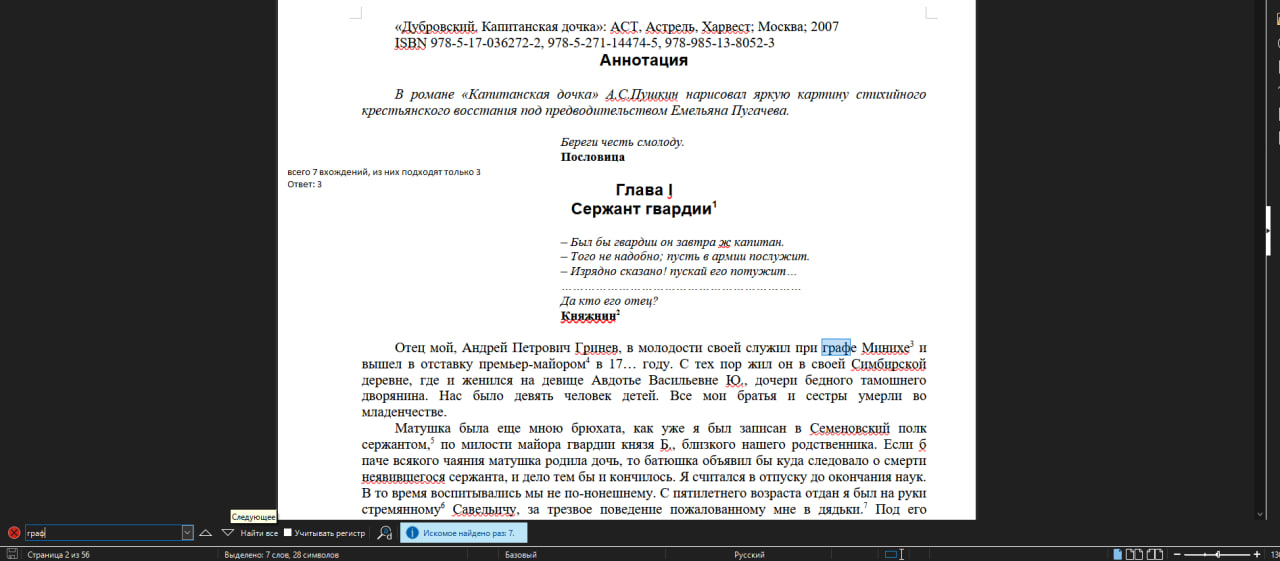 «Дубровский, Капитанская дочка»: АСТ, Астрель, Харвест; Москва; 2007
ISBN 978-5-17-036272-2, 978-5-271-14474-5, 978-985-13-8052-3
Аннотация
В романе «Капитанская дочка» А.С.Пушкин нарисовал яркую картину стихийного
крестьянского восстания под предводительством Емельяна Пугачева.
Береги честь смолоду.
Пословица
всего 7 вхождений, из них подходят только 3
Ответ: 3
Глава I
Сержант гвардии1
– Был бы гвардии он завтра ж капитан.
– Того не надобно; пусть в армии послужит.
– Изрядно сказано! пускай его потужит…
………………………………………………………
Да кто его отец?
Княжнин2
Отец мой, Андрей Петрович Гринев, в молодости своей служил при графе Минихе3 и
вышел в отставку премьер-майором4 в 17… году. С тех пор жил он в своей Симбирской
деревне, где и женился на девице Авдотье Васильевне Ю., дочери бедного тамошнего
дворянина. Нас было девять человек детей. Все мои братья и сестры умерли во
младенчестве.
Матушка была еще мною брюхата, как уже я был записан в Семеновский полк
сержантом,5 по милости майора гвардии князя Б., близкого нашего родственника. Если б
паче всякого чаяния матушка родила дочь, то батюшка объявил бы куда следовало о смерти
неявившегося сержанта, и дело тем бы и кончилось. Я считался в отпуску до окончания наук.
В то время воспитывались мы не по-нонешнему. С пятилетнего возраста отдан я был на руки
стремянному6 Савельичу, за трезвое поведение пожалованному мне в дядьки.7 Под его
Следующее
граф
Найти все
Учитывать регистр
Искомое найдено раз: 7.
Страница 2 из 56
Выделено: 7 слов, 28 символов
Базовый
Русский